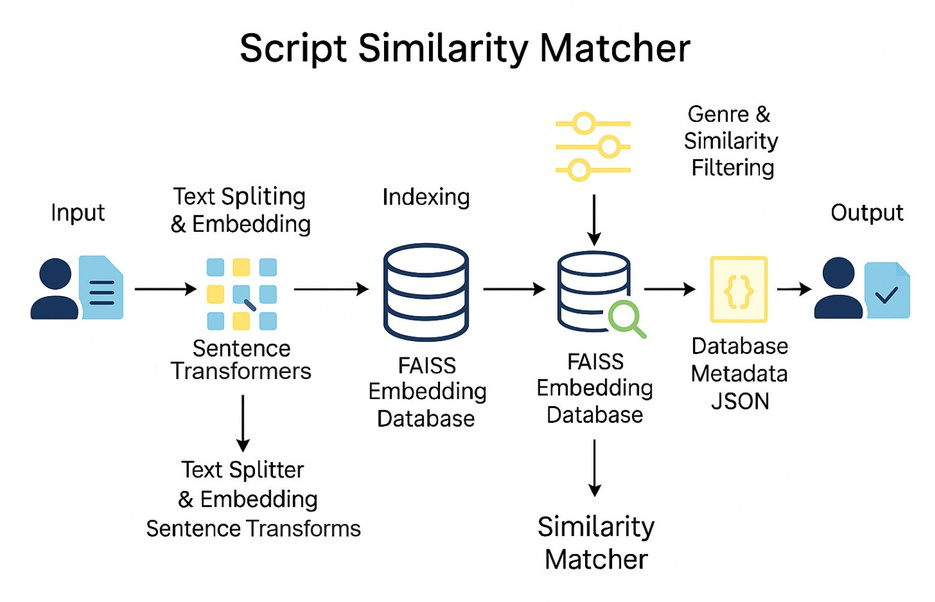 Script Similarity Matcher
Genre &
Similarity
Filtering
Input
Text Spliting
& Embedding
Indexing
Output
{}
Sentence
Transformers
FAISS
Embedding
Database
FAISS
Embedding
Database
Database
Metadata
JSON
Text Splitter
& Embedding
Sentence Transforms
Similarity
Matcher